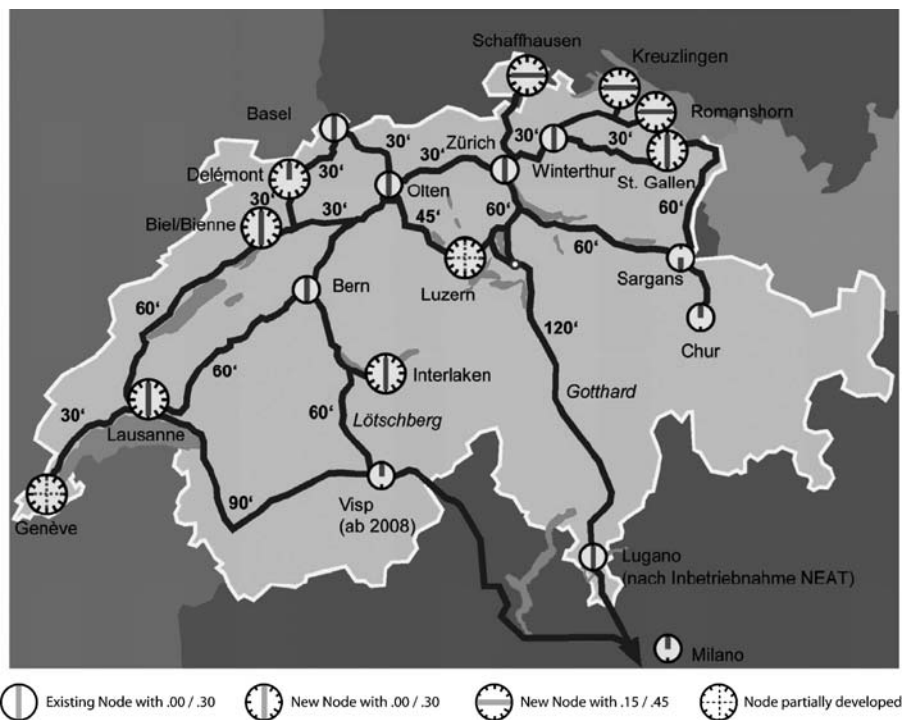 Schaffhausen
Kreuzlingen
Basel
Romanshorn
30‘
Zürich
30‘
30‘
30‘
30‘
Delémont
Winterthur
Olten
St. Gallen
30‘
30‘
Biel/Bienne
45‘
60‘
60‘
60‘
Sargans
Bern
Luzern
60‘
120‘
Chur
60‘
Interlaken
Gotthard
30‘
60‘
Lötschberg
Lausanne
90‘
Visp
(ab 2008)
Genève
Lugano
(nach Inbetriebnahme NEAT)
Milano
Existing Node with .00 / .30
New Node with .00 / .30
New Node with .15 / .45
Node partially developed